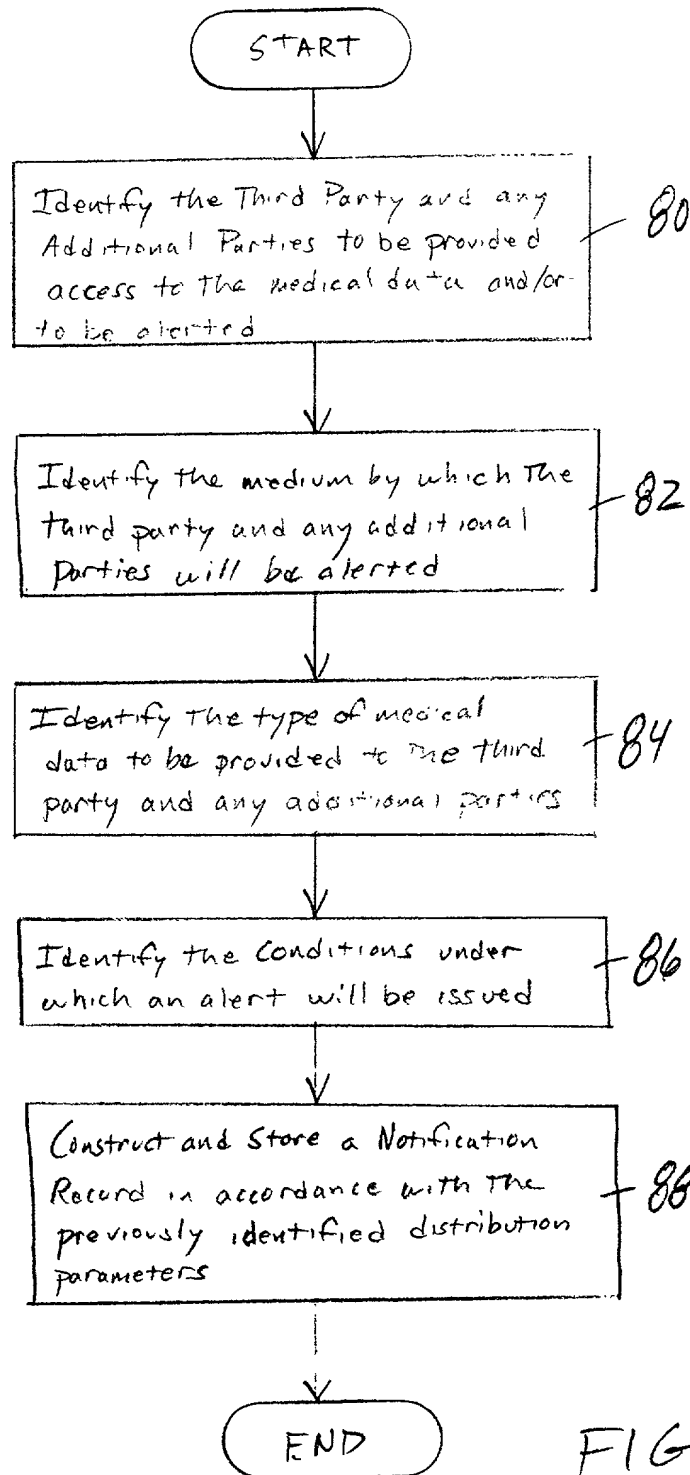 START
Identify the Third Party and any
Additional Parties to be provided
access to the medical data and/or
to be alerted
80
Identify the medium by which the
third party and any additional
Parties will be alerted
82
Identify the type of medical
data to be provided to the third
party and any additional parties
84
Identify the Conditions under
which an alert will be issued
86
Construct and Store a Notification
Record in accordance with the
previously identified distribution
parameters
88
END
FIG